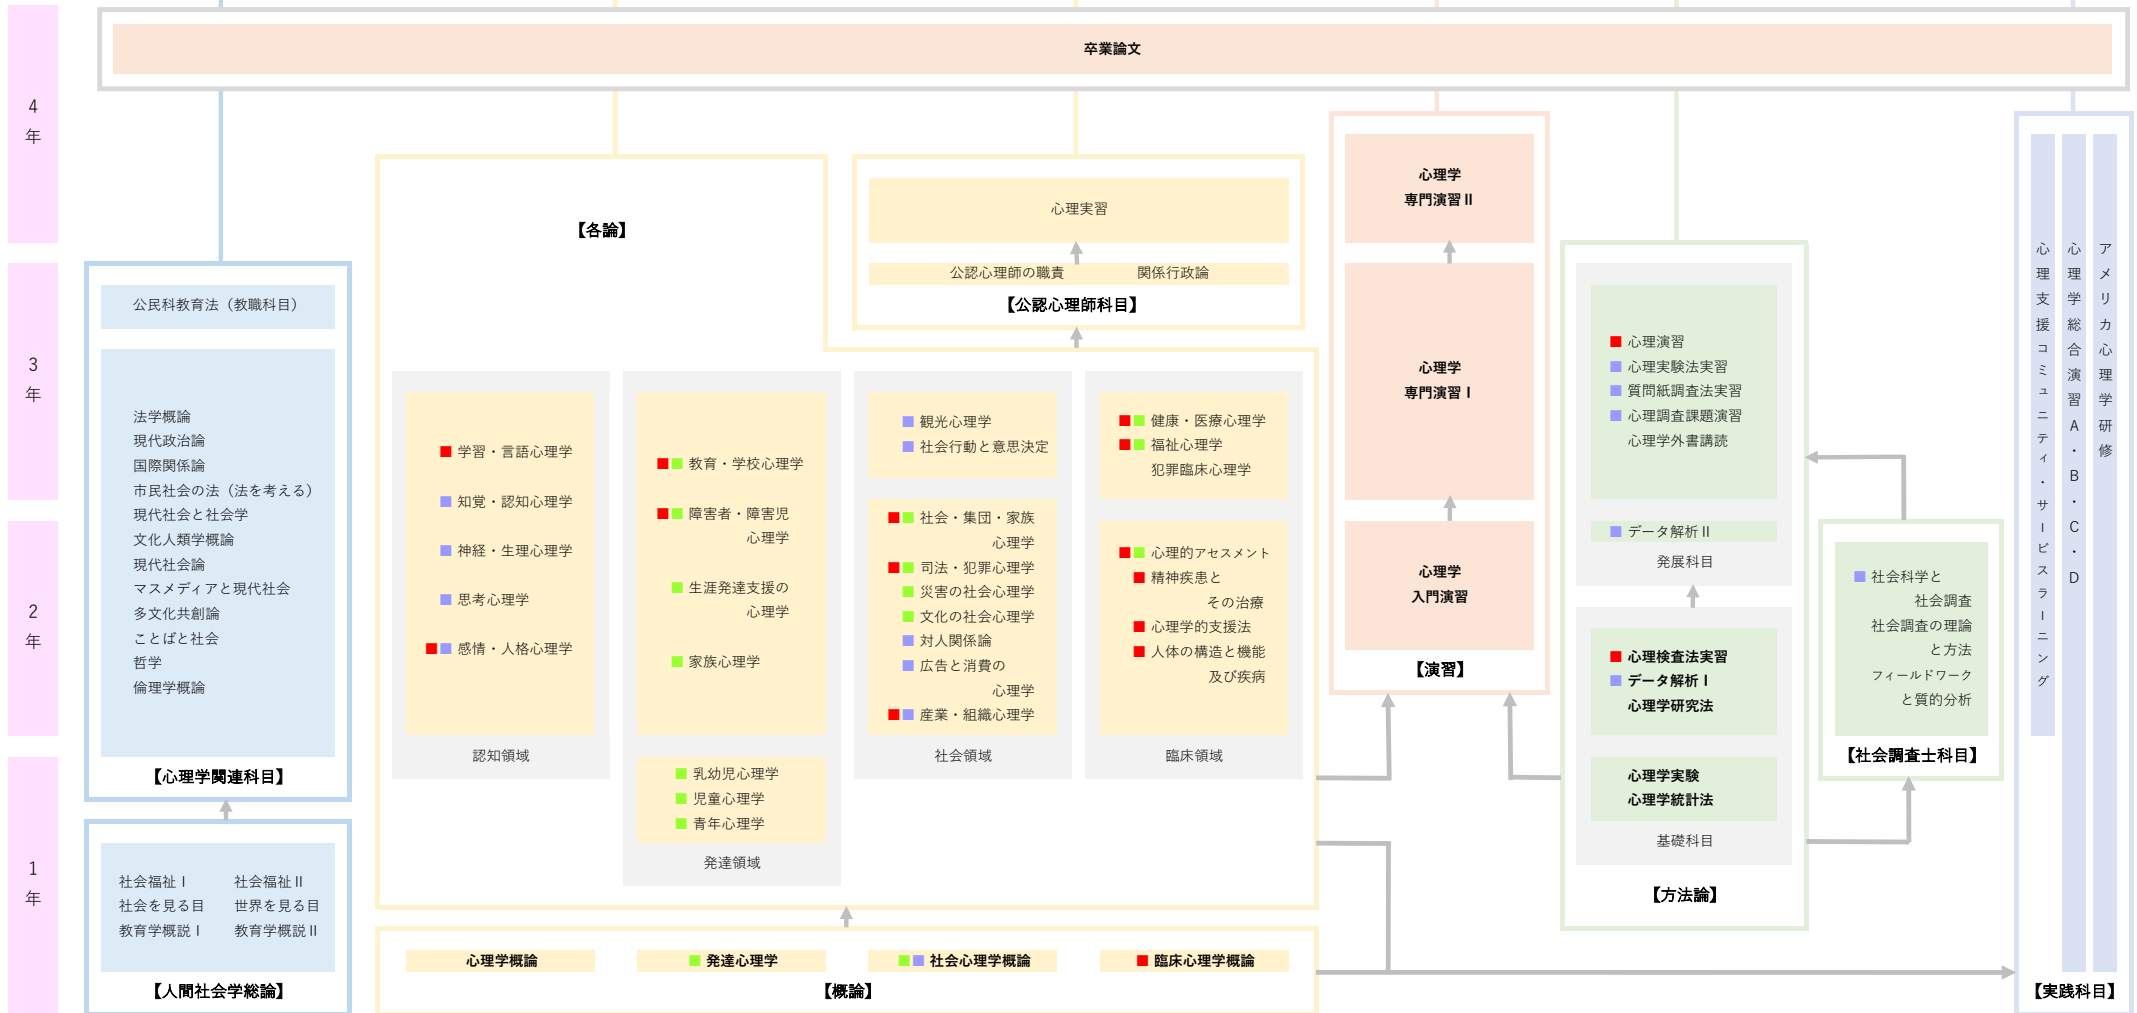 卒業論文
4
年
3
年
2
年
1
年
公民科教育法（教職科目）
法学概論
現代政治論
国際関係論
市民社会の法（法を考える）
現代社会と社会学
文化人類学概論
現代社会論
マスメディアと現代社会
多文化共創論
ことばと社会
哲学
倫理学概論
【心理学関連科目】
社会福祉Ⅰ 社会福祉Ⅱ
社会を見る目 世界を見る目
教育学概説Ⅰ 教育学概説Ⅱ
【人間社会学総論】
【各論】
学習・言語心理学
知覚・認知心理学
神経・生理心理学
思考心理学
感情・人格心理学
認知領域
教育・学校心理学
障害者・障害児
心理学
生涯発達支援の
心理学
家族心理学
乳幼児心理学
児童心理学
青年心理学
発達領域
観光心理学
社会行動と意思決定
社会・集団・家族
心理学
司法・犯罪心理学
災害の社会心理学
文化の社会心理学
対人関係論
広告と消費の
心理学
産業・組織心理学
社会領域
健康・医療心理学
福祉心理学
犯罪臨床心理学
心理的アセスメント
精神疾患と
その治療
心理学的支援法
人体の構造と機能
及び疾病
臨床領域
心理実習
公認心理師の職責 関係行政論
【公認心理師科目】
心理学概論 発達心理学 社会心理学概論 臨床心理学概論
【概論】
心理学
専門演習Ⅱ
心理学
専門演習Ⅰ
心理学
入門演習
【演習】
心理演習
心理実験法実習
質問紙調査法実習
心理調査課題演習
心理学外書講読
データ解析Ⅱ
発展科目
心理検査法実習
データ解析Ⅰ
心理学研究法
心理学実験
心理学統計法
基礎科目
【方法論】
社会科学と
社会調査
社会調査の理論
と方法
フィールドワーク
と質的分析
【社会調査士科目】
心理支援コミュニティ・サービスラーニング
心理学総合演習A・B・C・D
アメリカ心理学研修
【実践科目】